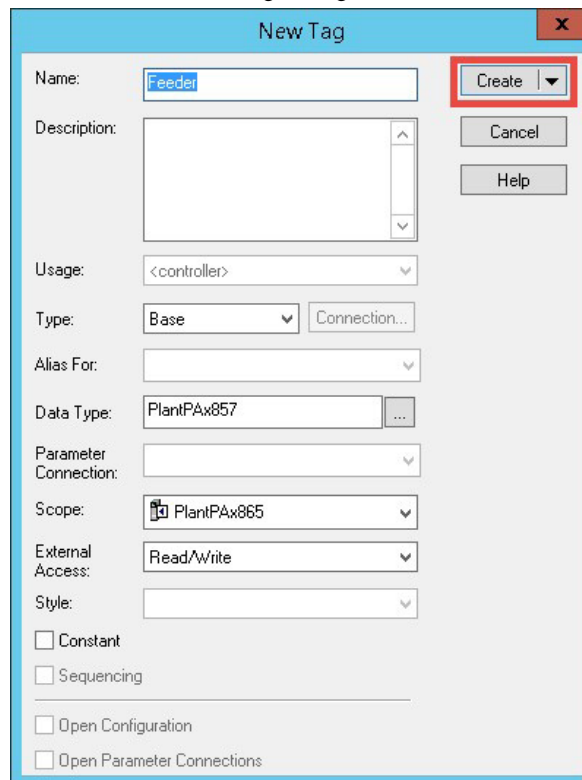 New Tag
x
Name:
Feeder
Create
Description:
Cancel
Help
Usage:
<controller>
Type:
Base
Connection...
Alias For:
Data Type:
PlantPAx857
...
Parameter
Connection:
Scope:
PlantPAx865
External
Access:
Read/Write
Style:
Constant
Sequencing
Open Configuration
Open Parameter Connections